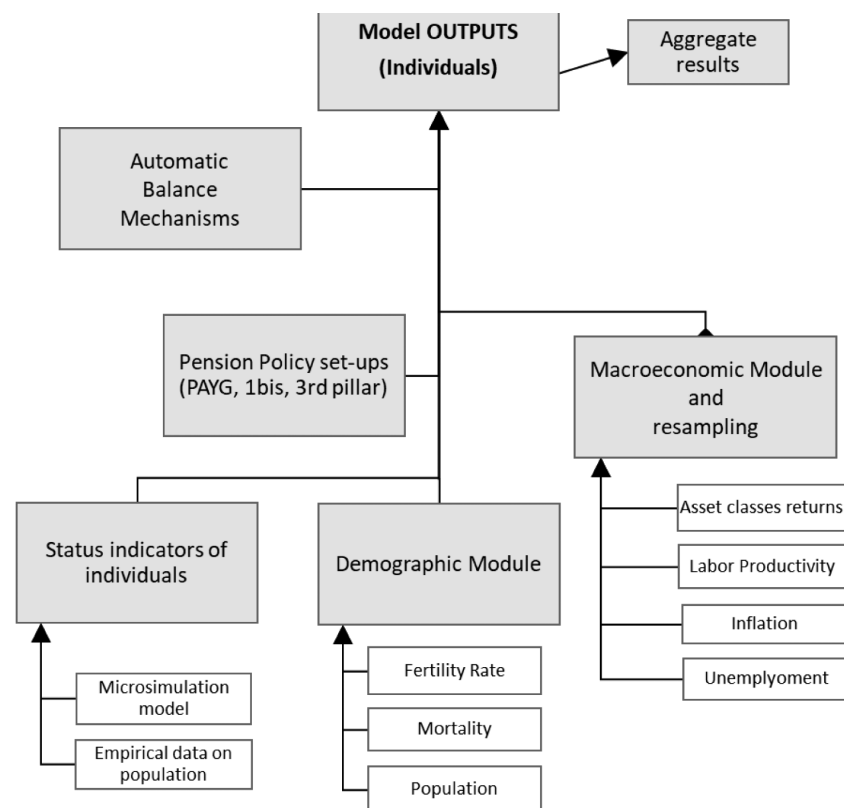 Model OUTPUTS
(Individuals)
Aggregate
results
Automatic
Balance
Mechanisms
Pension Policy set-ups
(PAYG, 1bis, 3rd pillar)
Macroeconomic Module
and
resampling
Asset classes returns
Labor Productivity
Inflation
Unemplyoment
Status indicators of
individuals
Demographic Module
Microsimulation
model
Empirical data on
population
Fertility Rate
Mortality
Population